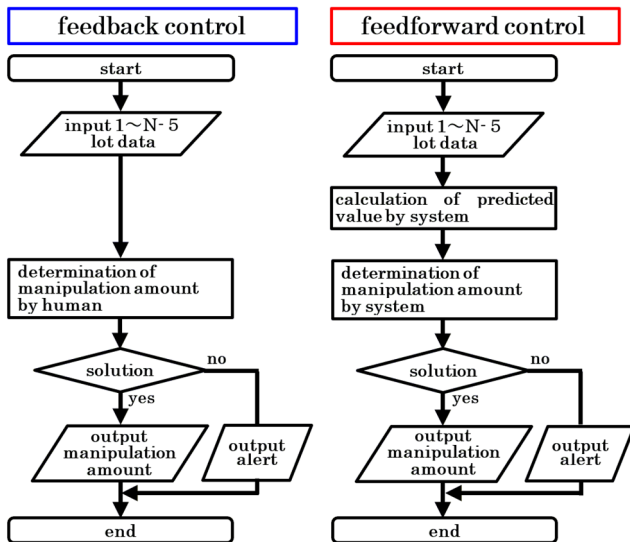 feedback control
start
input 1～N-5
lot data
determination of
manipulation amount
by human
solution
no
yes
output
manipulation
amount
output
alert
end
feedforward control
start
input 1～N-5
lot data
calculation of predicted
value by system
determination of
manipulation amount
by system
solution
no
yes
output
manipulation
amount
output
alert
end